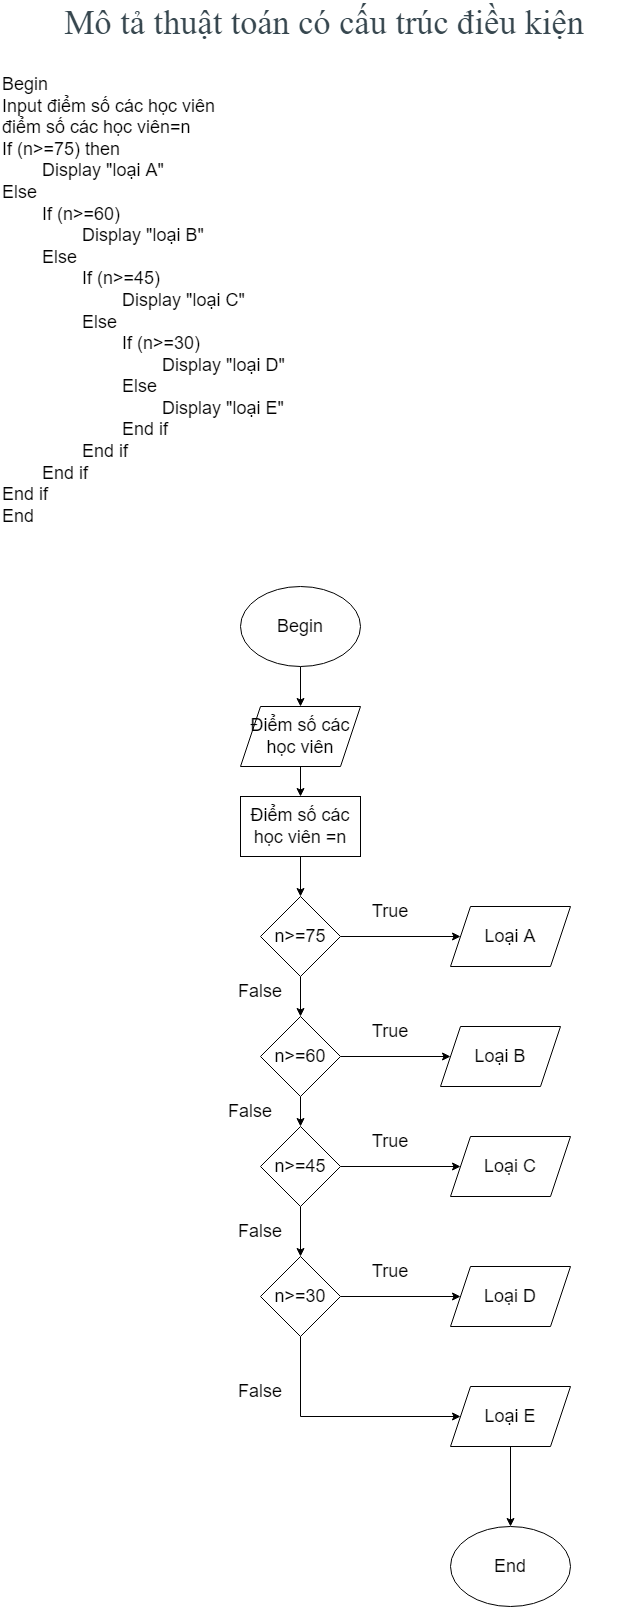 Mô tả thuật toán có cấu trúc điều kiện
Begin
Input điểm số các học viên
điểm số các học viên=n
If (n>=75) then
Display "loại A"
Else
If (n>=60)
Display "loại B"
Else
If (n>=45)
Display "loại C"
Else
If (n>=30)
Display "loại D"
Else
Display "loại E"
End if
End if
End if
End if
End
Begin
Điểm số các
học viên
Điểm số các
học viên =n
True
n>=75
Loại A
False
True
n>=60
Loại B
False
True
n>=45
Loại C
False
True
n>=30
Loại D
False
Loại E
End